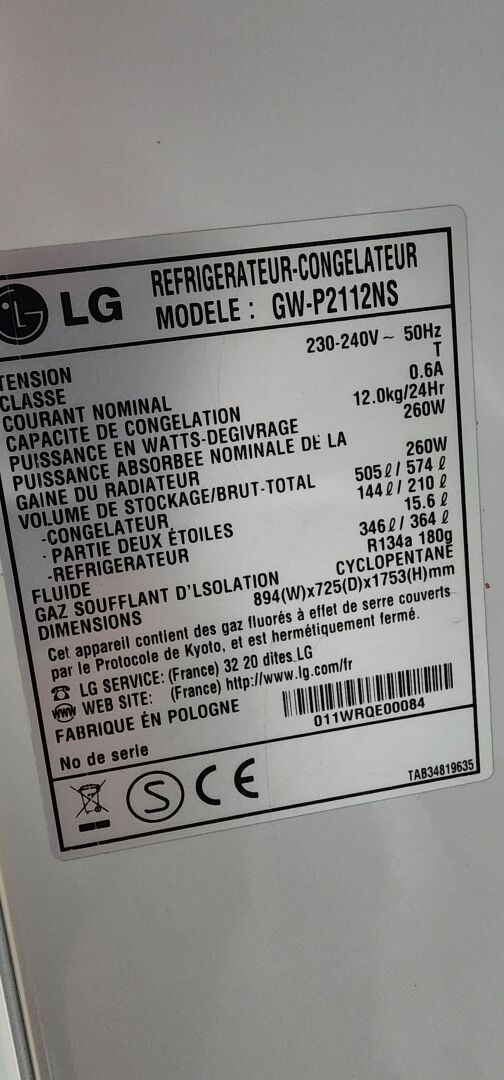 LG
REFRIGERATEUR-CONGELATEUR
MODELE : GW-P2112NS
TENSION 230-240V ~ 50Hz
CLASSE T
COURANT NOMINAL 0.6A
CAPACITE DE CONGELATION 12.0kg/24Hr
PUISSANCE EN WATTS-DEGIVRAGE 260W
PUISSANCE ABSORBEE NOMINALE DE LA
GAINE DU RADIATEUR 260W
VOLUME DE STOCKAGE/BRUT-TOTAL 505ℓ / 574 ℓ
-CONGELATEUR 144ℓ / 210 ℓ
· PARTIE DEUX ÉTOILES 15.6 ℓ
-REFRIGERATEUR 346ℓ / 364 ℓ
FLUIDE R134a 180g
GAZ SOUFFLANT D'LSOLATION CYCLOPENTANE
DIMENSIONS 894(W)x725(D)x1753(H)mm
Cet appareil contient des gaz fluorés à effet de serre couverts
par le Protocole de Kyoto, et est hermétiquement fermé.
LG SERVICE: (France) 32 20 dites LG
WWW WEB SITE: (France) http://www.lg.com/fr
FABRIQUE EN POLOGNE
011WRQE00084
No de serie
S CE
TAB34819635